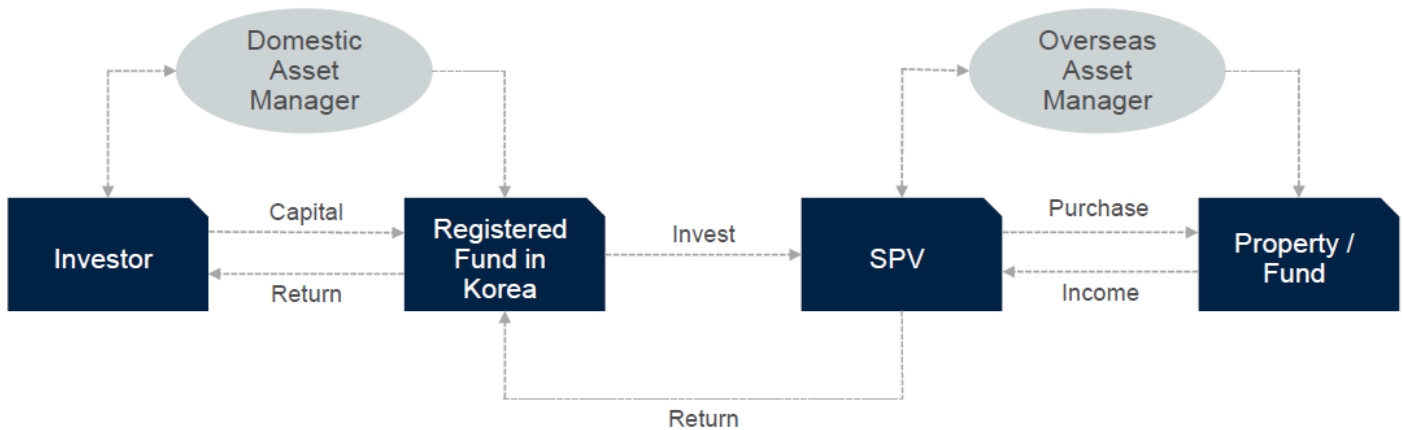 Domestic
Asset
Manager
Overseas
Asset
Manager
Investor
Capital
Return
Registered
Fund in
Korea
Invest
SPV
Purchase
Income
Property /
Fund
Return